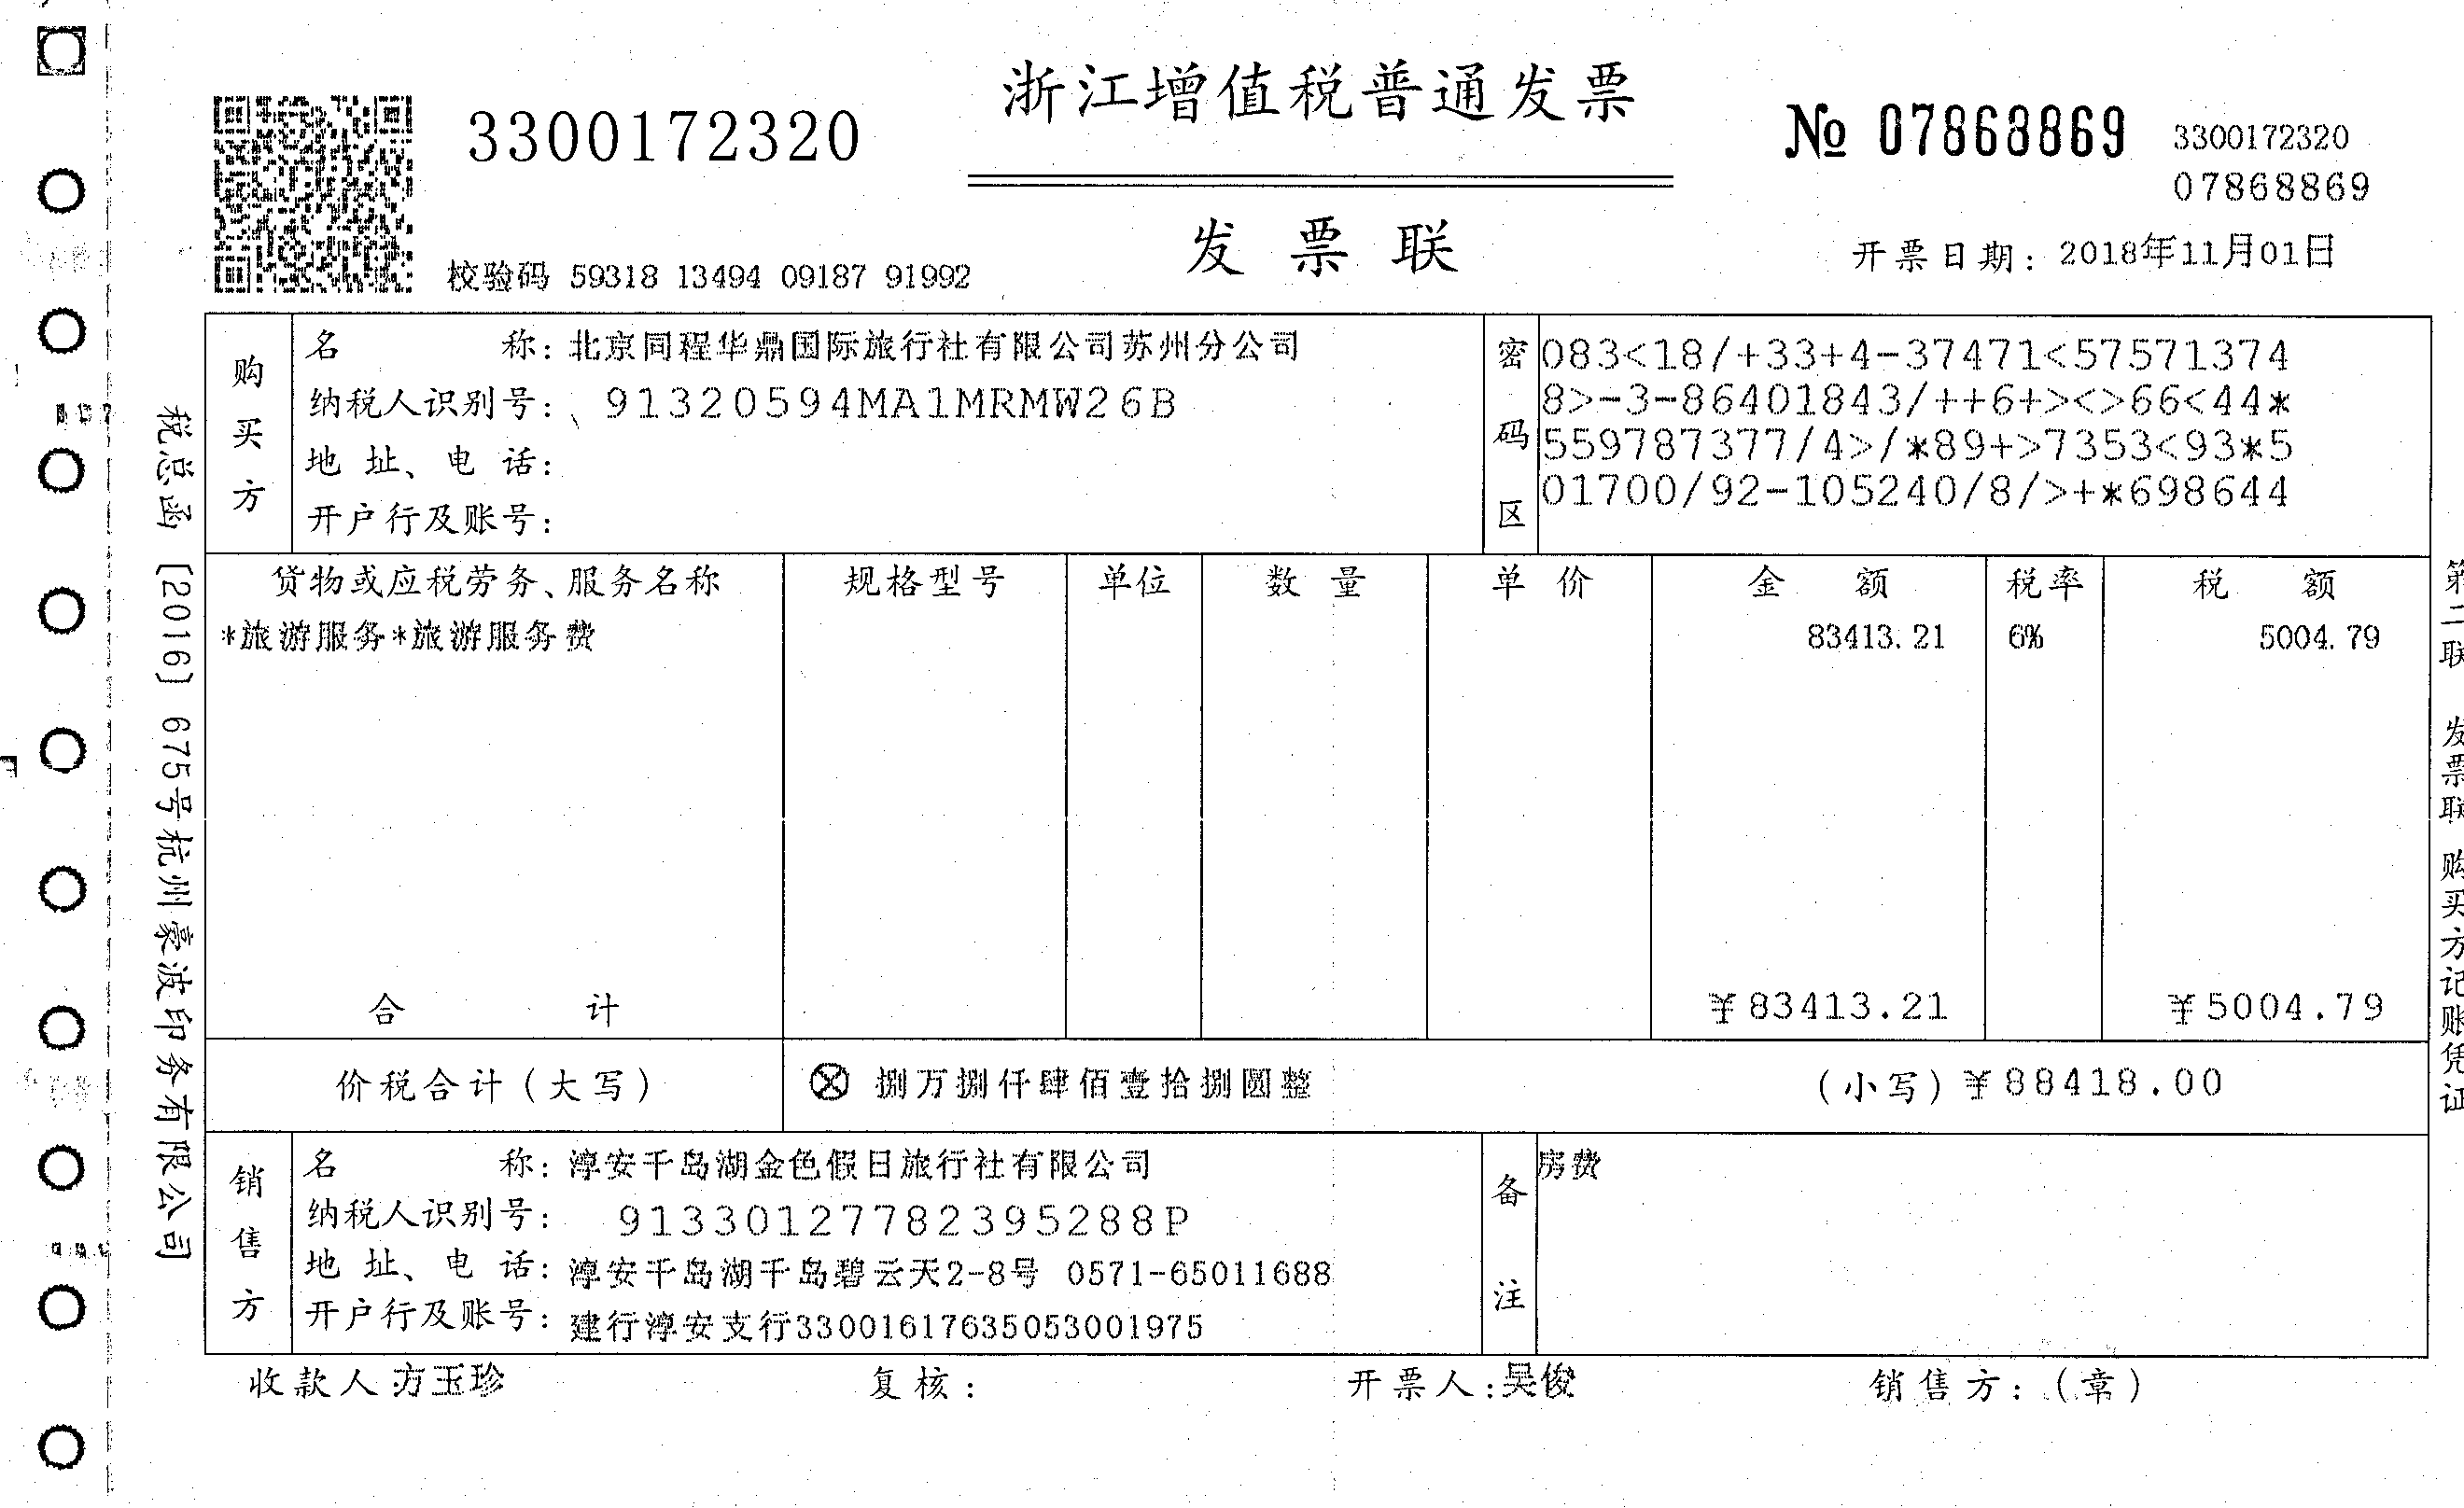 浙江增值税普通发票
3300172320
№ 07868869
3300172320
07868869
发票联
校验码 59318 13494 09187 91992
开票日期: 2018年11月01日
购买方
名称: 北京同程华鼎国际旅行社有限公司苏州分公司
纳税人识别号: 91320594MA1MRMW26B
地址、电话:
开户行及账号:
密码区
083<18/+33+4-37471<57571374
8>-3-86401843/++6+><>66<44*
559787377/4>/*89+>7353<93*5
01700/92-105240/8/>+*698644
货物或应税劳务、服务名称 规格型号 单位 数量 单价 金额 税率 税额
*旅游服务*旅游服务费 83413.21 6% 5004.79
合计 ¥83413.21 ¥5004.79
价税合计(大写) ⊗ 捌万捌仟肆佰壹拾捌圆整 (小写)¥88418.00
销售方
名称: 淳安千岛湖金色假日旅行社有限公司
纳税人识别号: 91330127782395288P
地址、电话: 淳安千岛湖千岛碧云天2-8号 0571-65011688
开户行及账号: 建行淳安支行33001617635053001975
备注
房费
收款人 方玉珍 复核: 开票人:吴俊 销售方:(章)
税总函[2016]675号杭州豪波印务有限公司
第二联 发票联 购买方记账凭证